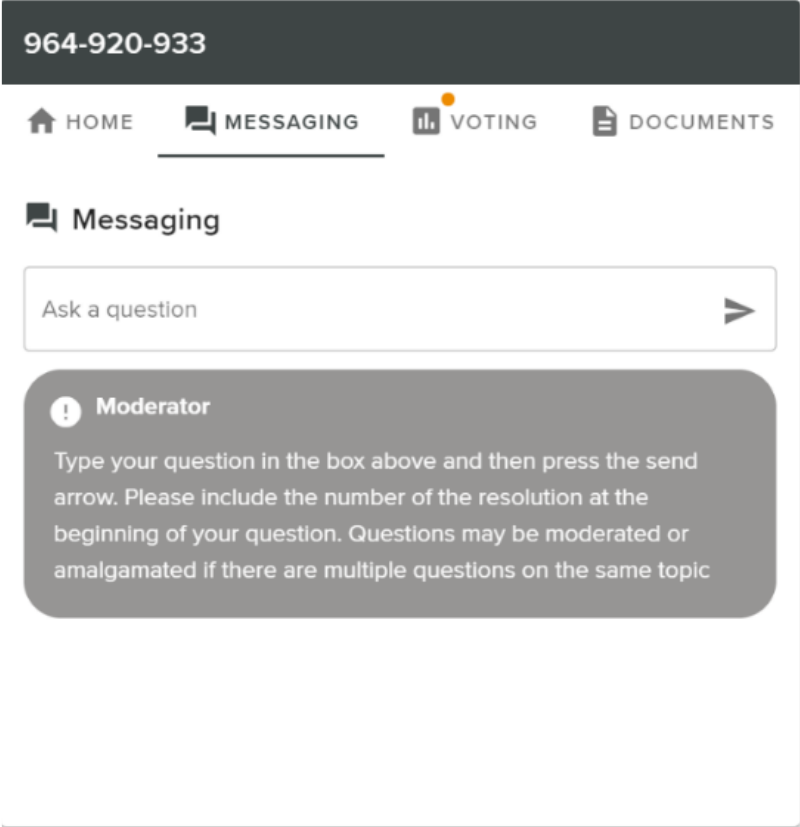 964-920-933
HOME MESSAGING VOTING DOCUMENTS
Messaging
Ask a question
Moderator
Type your question in the box above and then press the send
arrow. Please include the number of the resolution at the
beginning of your question. Questions may be moderated or
amalgamated if there are multiple questions on the same topic